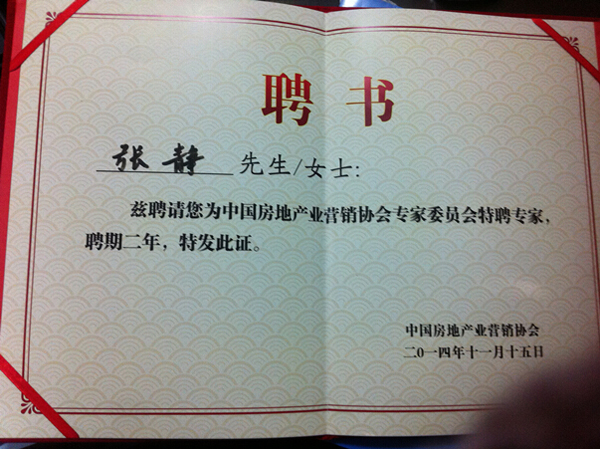 聘书
张静 先生/女士:
兹聘请您为中国房地产业营销协会专家委员会特聘专家，
聘期二年，特发此证。
中国房地产业营销协会
二0一四年十一月十五日